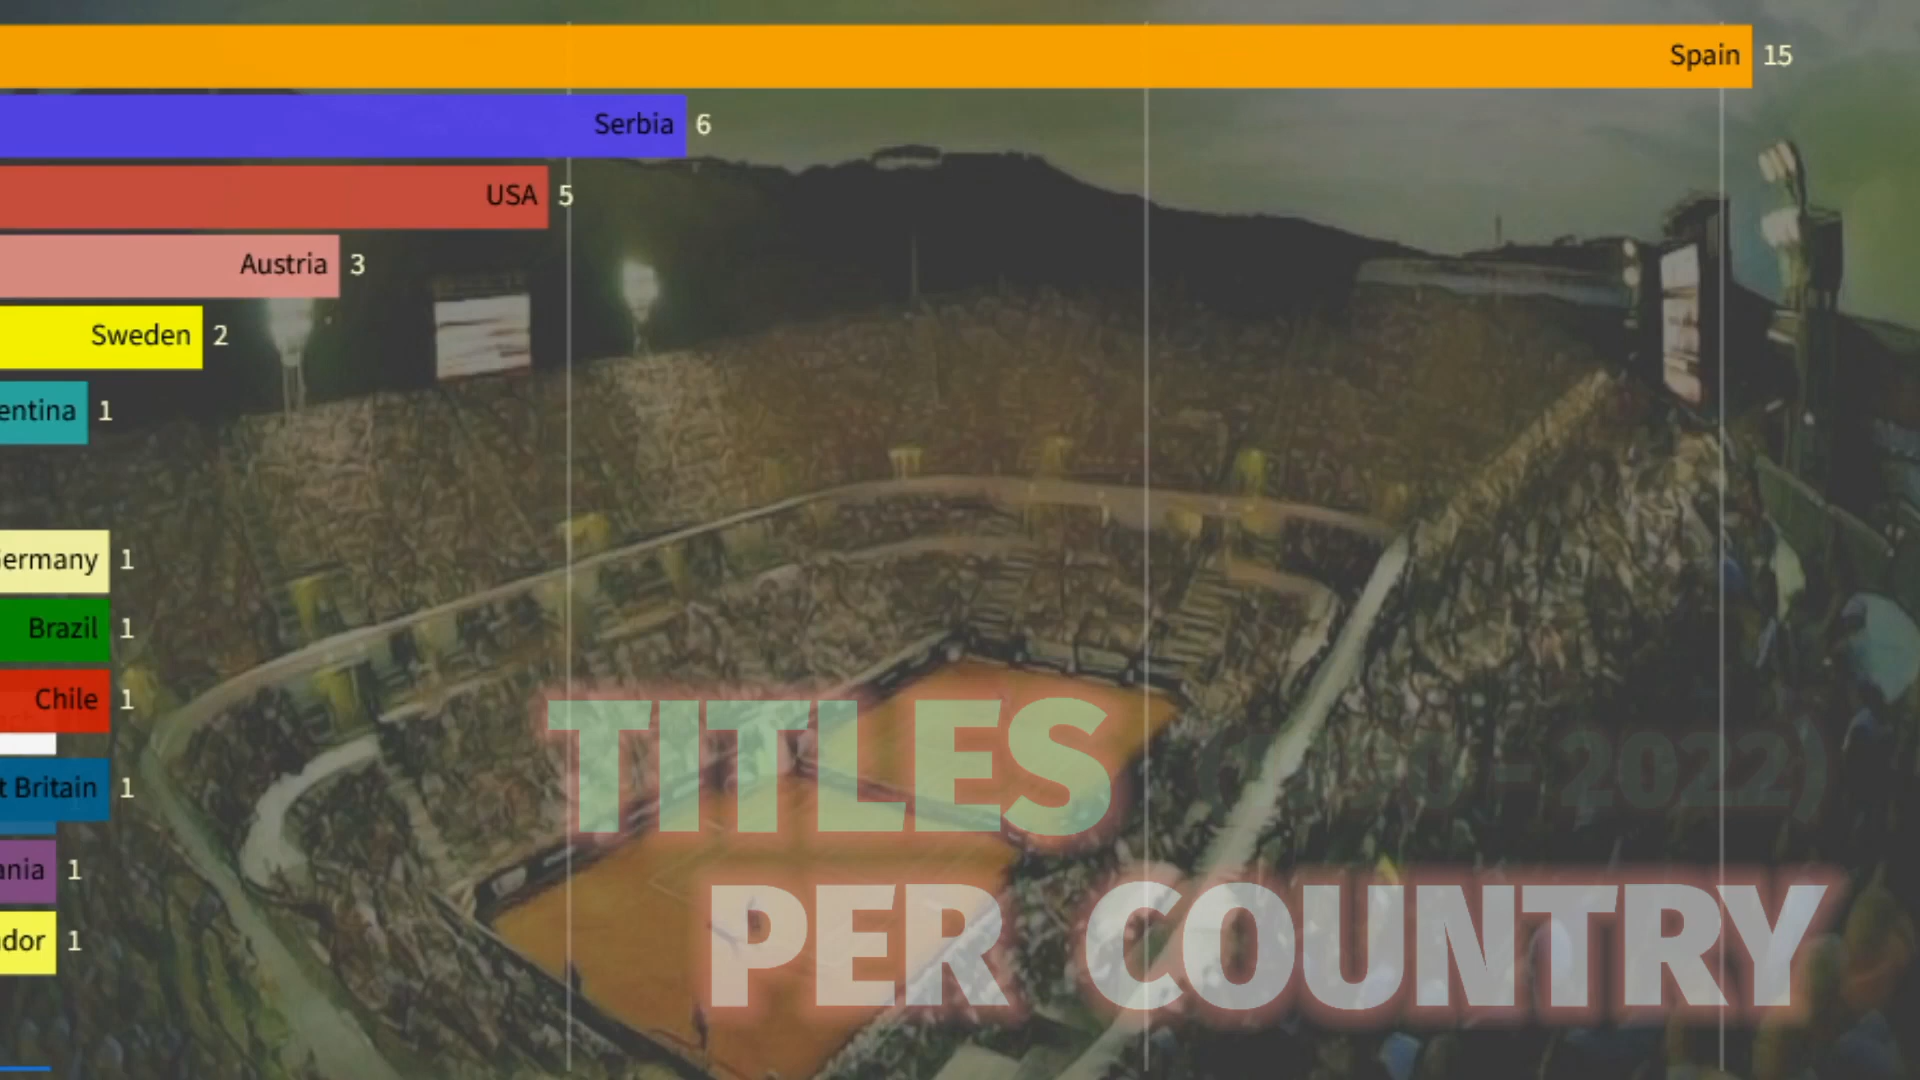 Spain 15
Serbia 6
USA 5
Austria 3
Sweden 2
entina 1
ermany 1
Brazil 1
Chile 1
t Britain 1
ania 1
dor 1
TITLES
- 2022)
PER COUNTRY